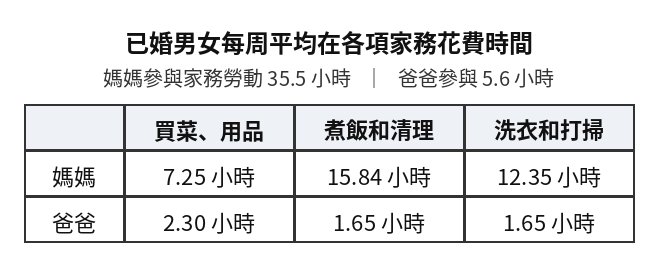 已婚男女每周平均在各項家務花費時間
媽媽參與家務勞動 35.5 小時 | 爸爸參與 5.6 小時
買菜、用品 煮飯和清理 洗衣和打掃
媽媽 7.25 小時 15.84 小時 12.35 小時
爸爸 2.30 小時 1.65 小時 1.65 小時